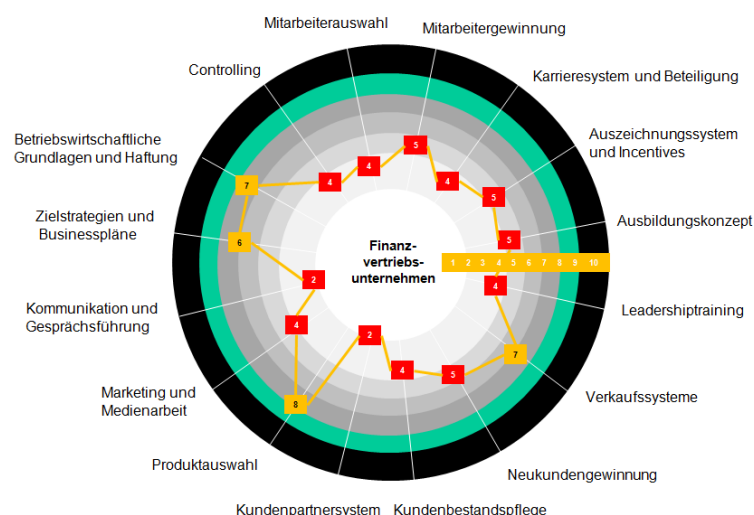 Mitarbeiterauswahl
Mitarbeitergewinnung
Controlling
Karrieresystem und Beteiligung
Betriebswirtschaftliche
Grundlagen und Haftung
Auszeichnungssystem
und Incentives
Zielstrategien und
Businesspläne
Ausbildungskonzept
Finanz-
vertriebs-
unternehmen
1 2 3 4 5 6 7 8 9 10
Kommunikation und
Gesprächsführung
Leadershiptraining
Marketing und
Medienarbeit
Verkaufssysteme
Produktauswahl
Neukundengewinnung
Kundenpartnersystem
Kundenbestandspflege
5
4
4
4
5
7
5
6
2
4
4
7
2
4
5
8